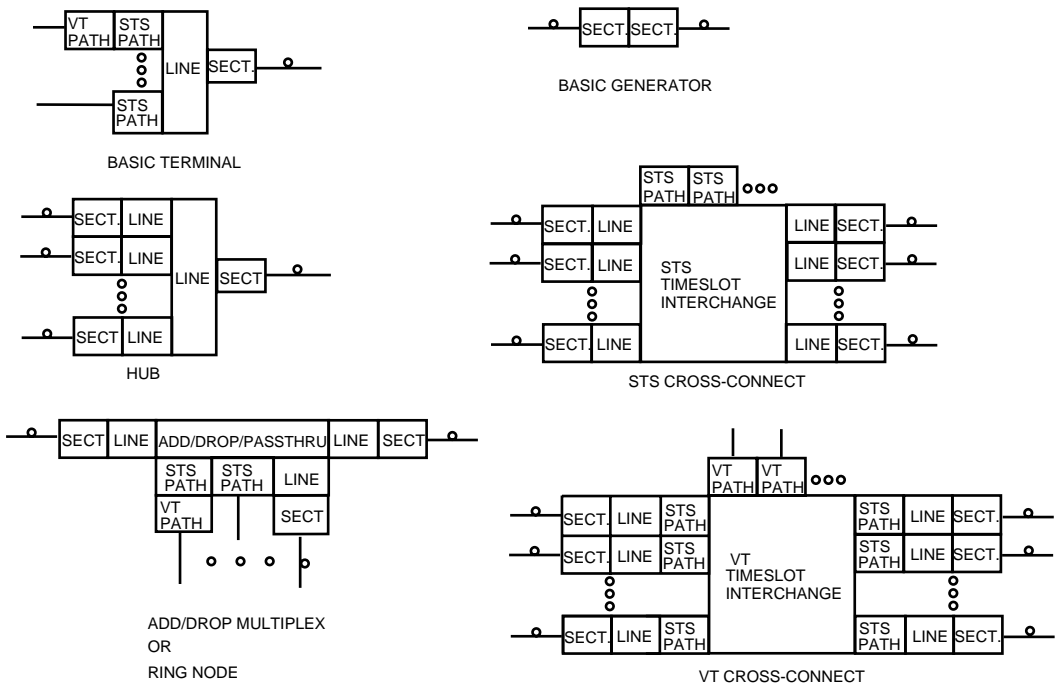 VT
PATH
STS
PATH
LINE
SECT.
STS
PATH
BASIC TERMINAL
SECT.
SECT.
BASIC GENERATOR
SECT.
LINE
SECT.
LINE
LINE
SECT
SECT
LINE
HUB
STS
PATH
STS
PATH
SECT.
LINE
LINE
SECT.
SECT.
LINE
STS
TIMESLOT
INTERCHANGE
LINE
SECT.
SECT.
LINE
LINE
SECT.
STS CROSS-CONNECT
SECT
LINE
ADD/DROP/PASSTHRU
LINE
SECT
STS
PATH
STS
PATH
LINE
VT
PATH
SECT
ADD/DROP MULTIPLEX
OR
RING NODE
VT
PATH
VT
PATH
SECT.
LINE
STS
PATH
STS
PATH
LINE
SECT.
SECT.
LINE
STS
PATH
VT
TIMESLOT
INTERCHANGE
STS
PATH
LINE
SECT.
SECT.
LINE
STS
PATH
STS
PATH
LINE
SECT.
VT CROSS-CONNECT